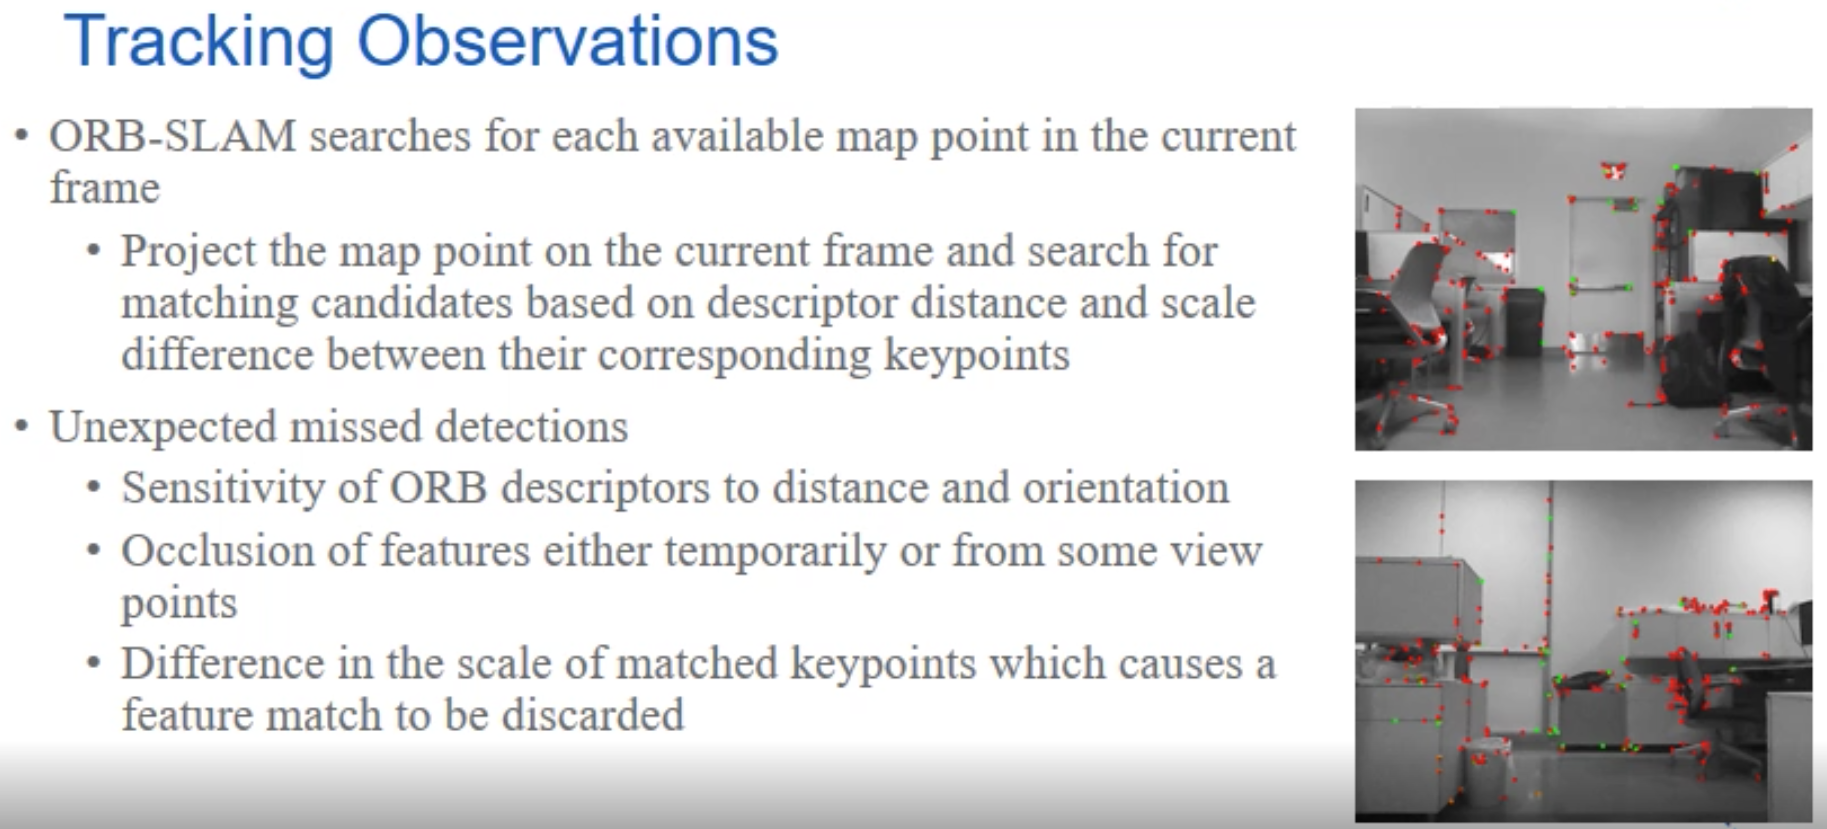 Tracking Observations
• ORB-SLAM searches for each available map point in the current
frame
• Project the map point on the current frame and search for
matching candidates based on descriptor distance and scale
difference between their corresponding keypoints
• Unexpected missed detections
• Sensitivity of ORB descriptors to distance and orientation
• Occlusion of features either temporarily or from some view
points
• Difference in the scale of matched keypoints which causes a
feature match to be discarded